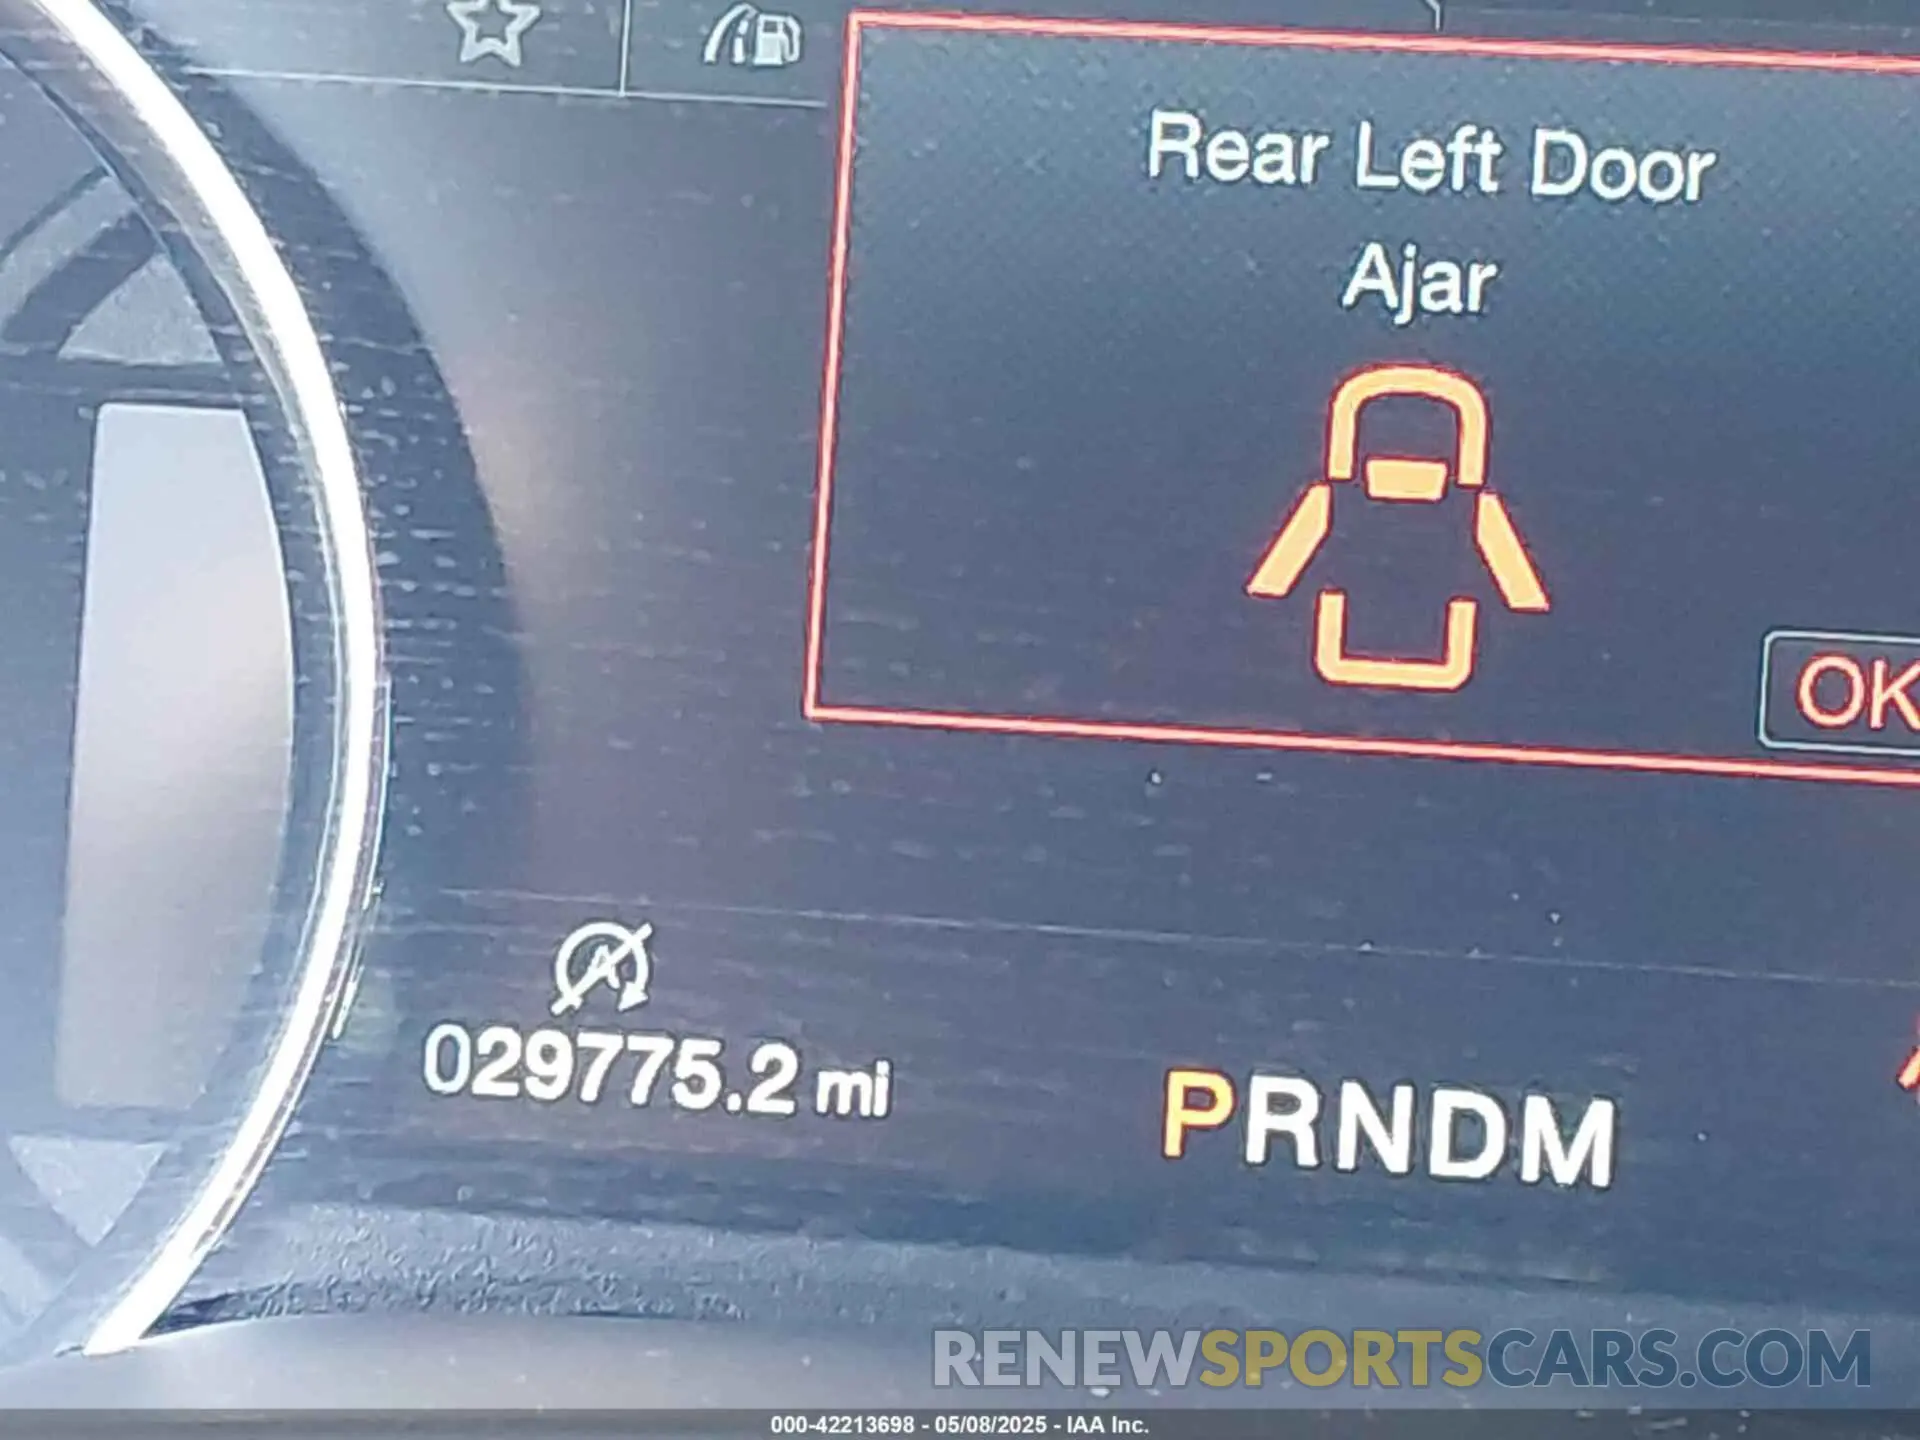 Rear Left Door
Ajar
OK
029775.2 mi
PRNDM
RENEWSPORTSCARS.COM
000-42213698 - 05/08/2025 - IAA Inc.